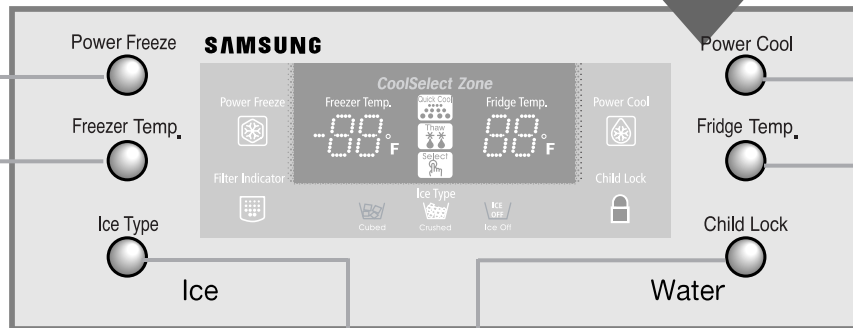 Power Freeze
SAMSUNG
Power Cool
CoolSelect Zone
Power Freeze
Freezer Temp.
Quick Cool
Fridge Temp.
Power Cool
Freezer Temp.
-88°F
Thaw
88°F
Fridge Temp.
Select
Filter Indicator
Child Lock
Ice Type
Ice Type
ICE OFF
Cubed
Crushed
Ice Off
Child Lock
Ice
Water